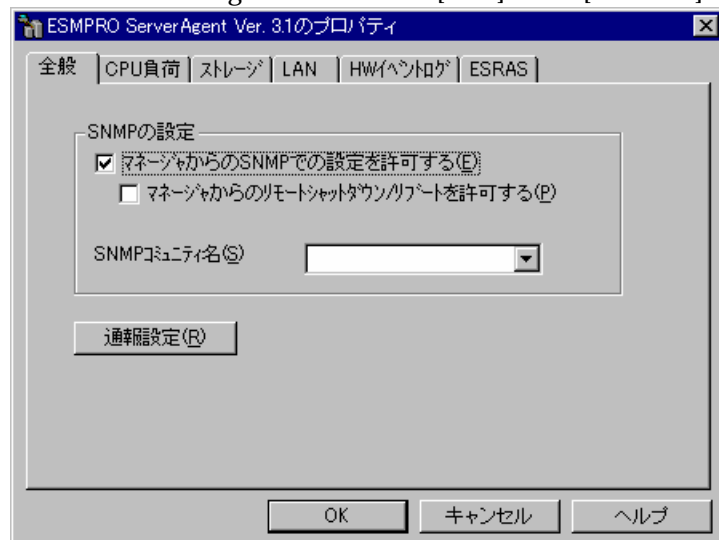 ESMPRO ServerAgent Ver. 3.1のプロパティ
全般 CPU負荷 ストレージ LAN HWイベントログ ESRAS
SNMPの設定
マネージャからのSNMPでの設定を許可する(E)
マネージャからのリモートシャットダウン/リブートを許可する(P)
SNMPコミュニティ名(S)
通報設定(R)
OK キャンセル ヘルプ